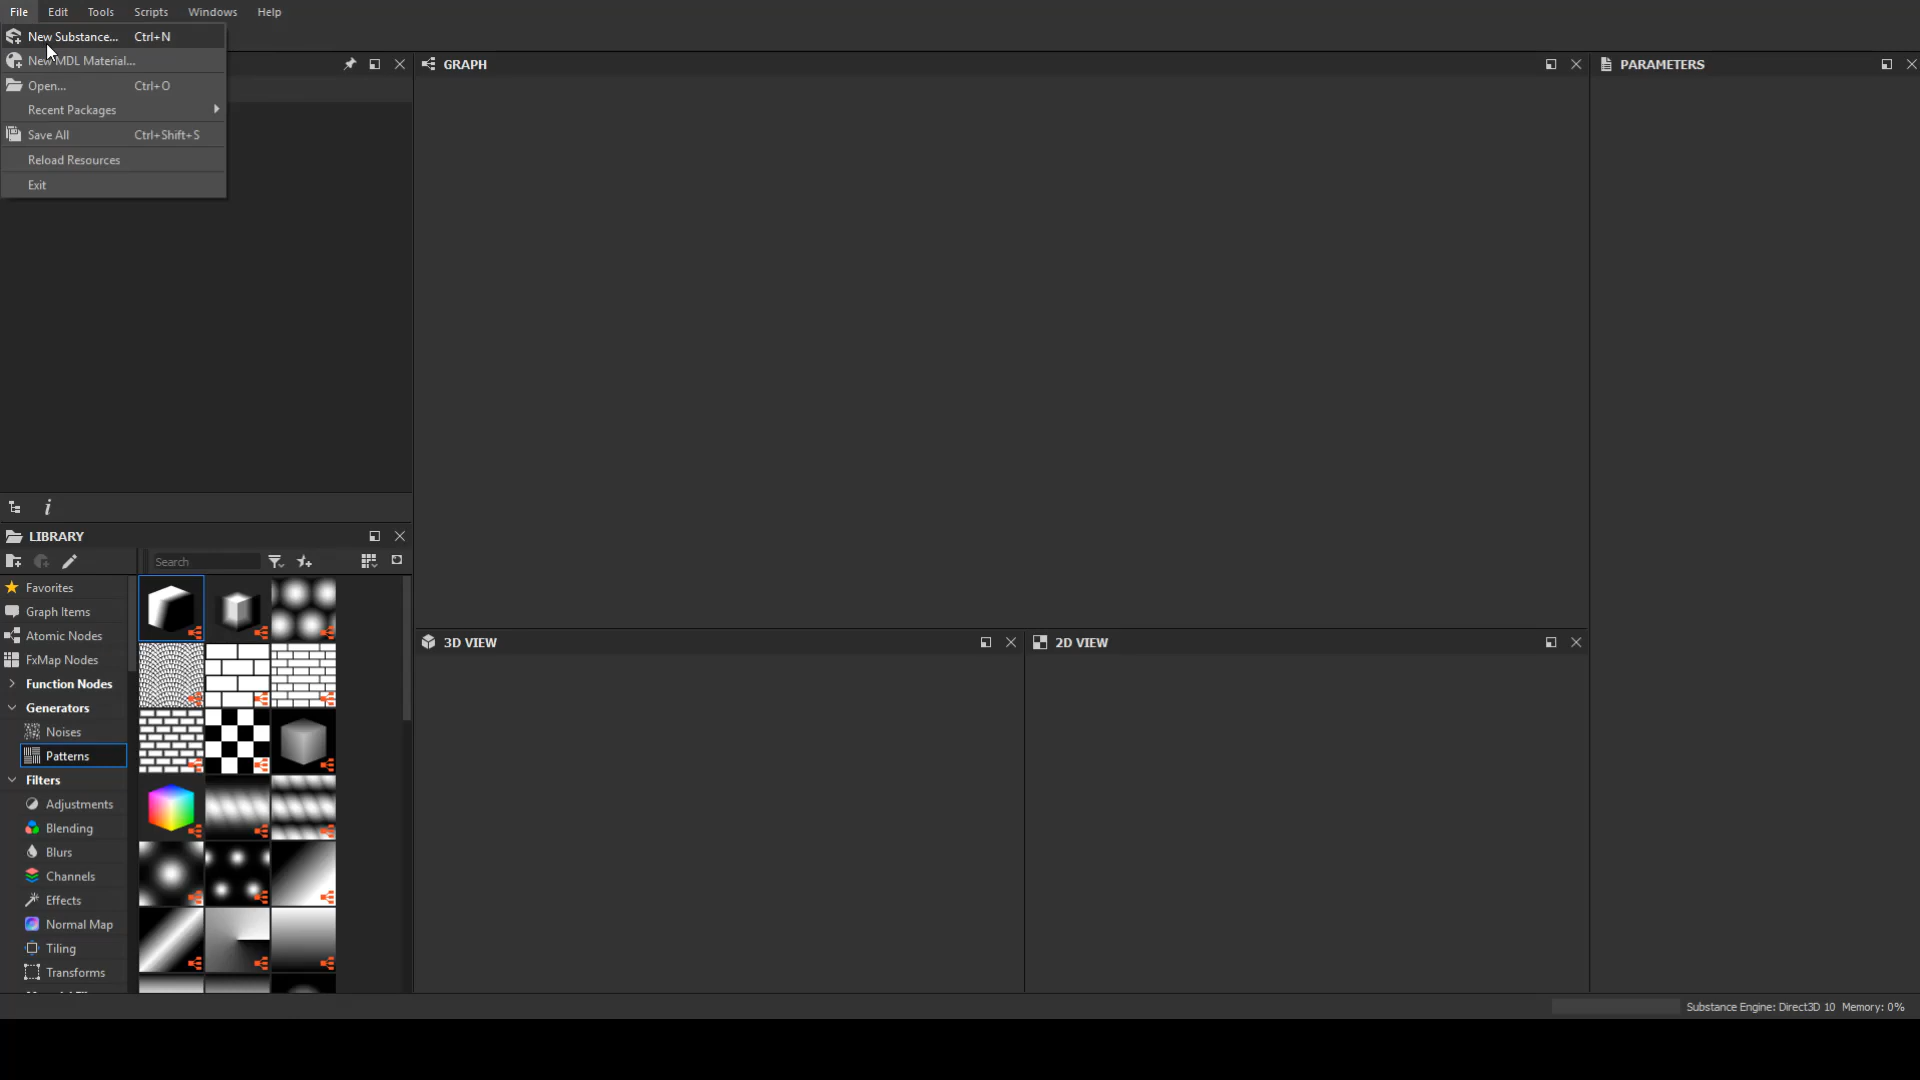 File Edit Tools Scripts Windows Help
New Substance... Ctrl+N
New MDL Material...
Open... Ctrl+O
Recent Packages
Save All Ctrl+Shift+S
Reload Resources
Exit
GRAPH
PARAMETERS
i
LIBRARY
Search
Favorites
Graph Items
Atomic Nodes
FxMap Nodes
Function Nodes
Generators
Noises
Patterns
Filters
Adjustments
Blending
Blurs
Channels
Effects
Normal Map
Tiling
Transforms
3D VIEW
2D VIEW
Substance Engine: Direct3D 10 Memory: 0%